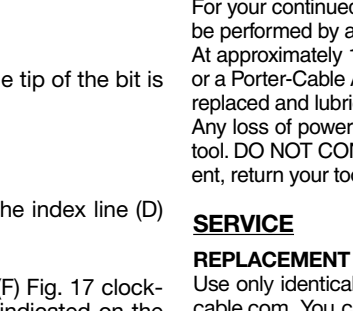 e tip of the bit is
he index line (D)
(F) Fig. 17 clock-
indicated on the
For your continued
be performed by a
At approximately 1
or a Porter-Cable A
replaced and lubri
Any loss of power
tool. DO NOT CON
ent, return your too
SERVICE
REPLACEMENT
Use only identical
cable.com. You c